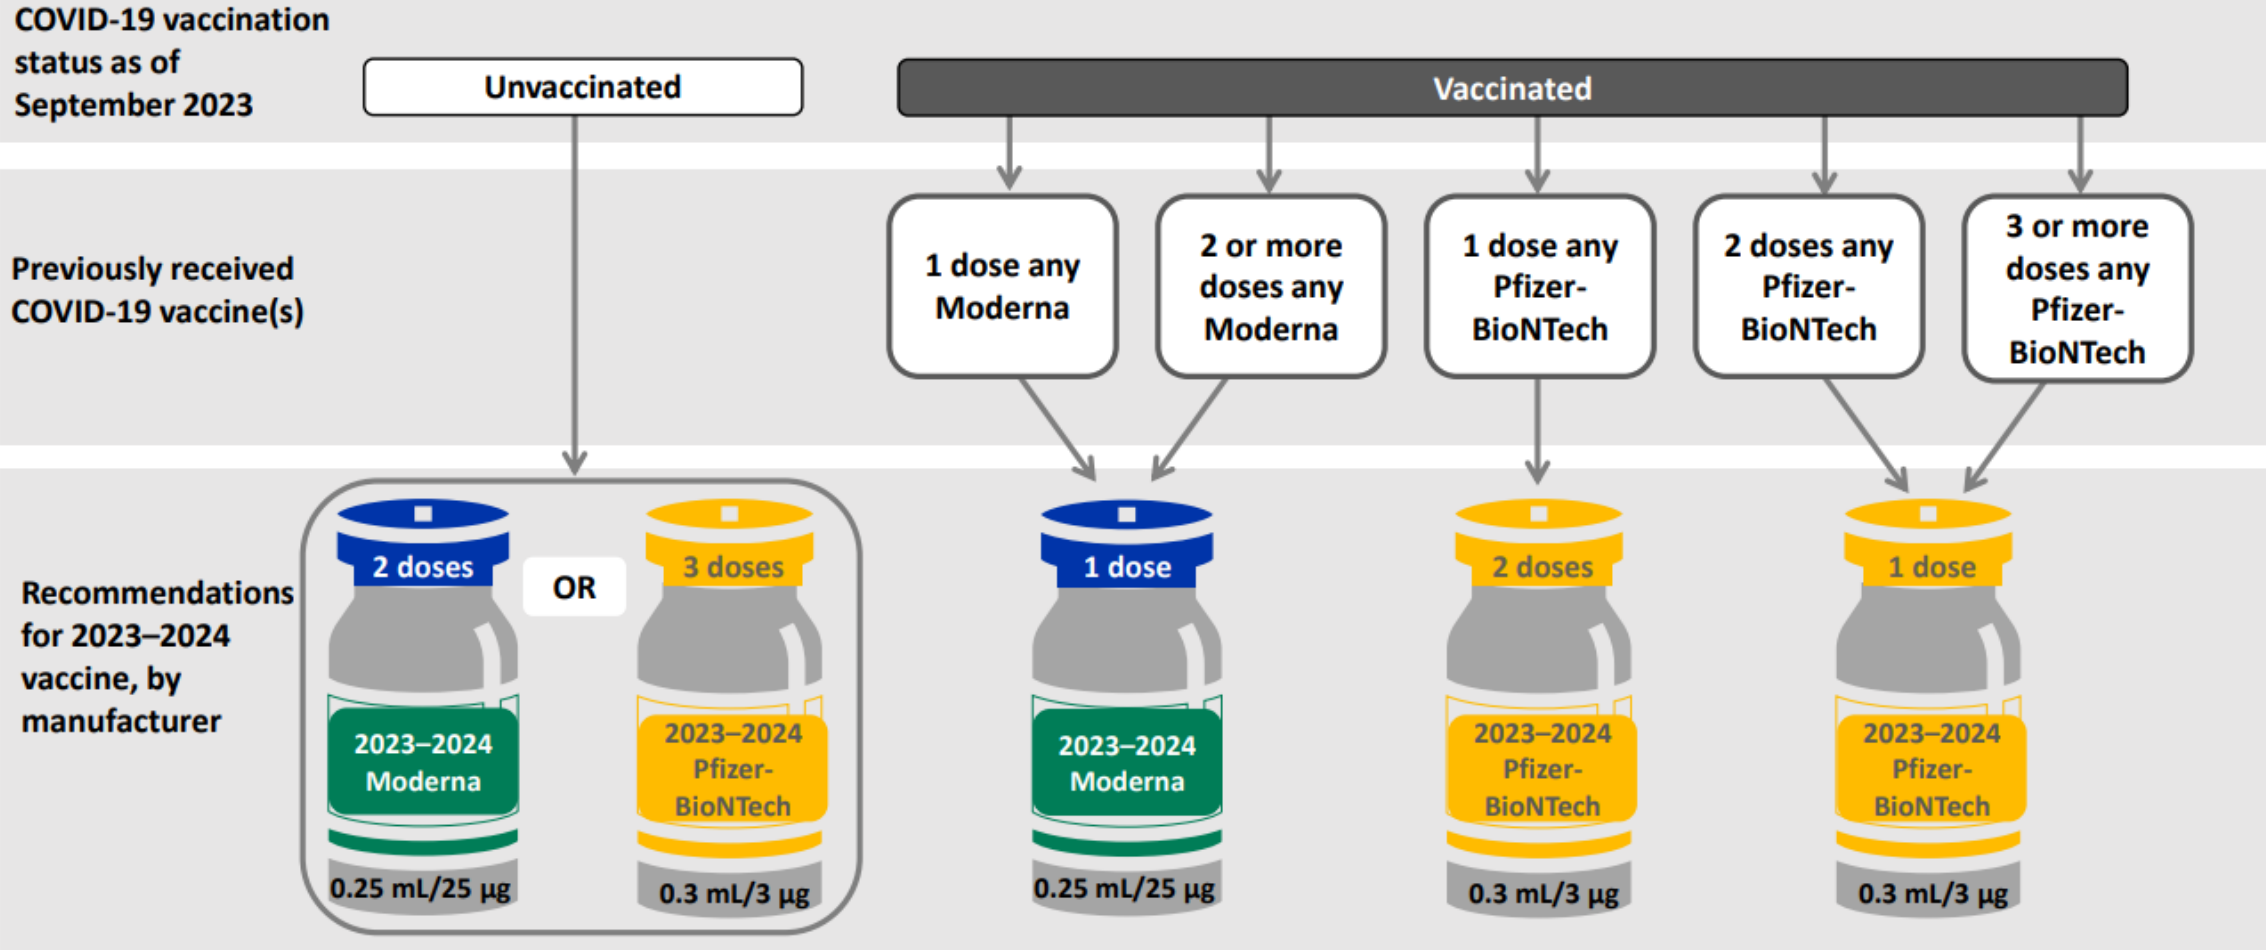 COVID-19 vaccination
status as of
September 2023
Unvaccinated
Vaccinated
Previously received
COVID-19 vaccine(s)
1 dose any
Moderna
2 or more
doses any
Moderna
1 dose any
Pfizer-
BioNTech
2 doses any
Pfizer-
BioNTech
3 or more
doses any
Pfizer-
BioNTech
Recommendations
for 2023–2024
vaccine, by
manufacturer
2 doses
2023–2024
Moderna
0.25 mL/25 µg
OR
3 doses
2023–2024
Pfizer-
BioNTech
0.3 mL/3 µg
1 dose
2023–2024
Moderna
0.25 mL/25 µg
2 doses
2023–2024
Pfizer-
BioNTech
0.3 mL/3 µg
1 dose
2023–2024
Pfizer-
BioNTech
0.3 mL/3 µg